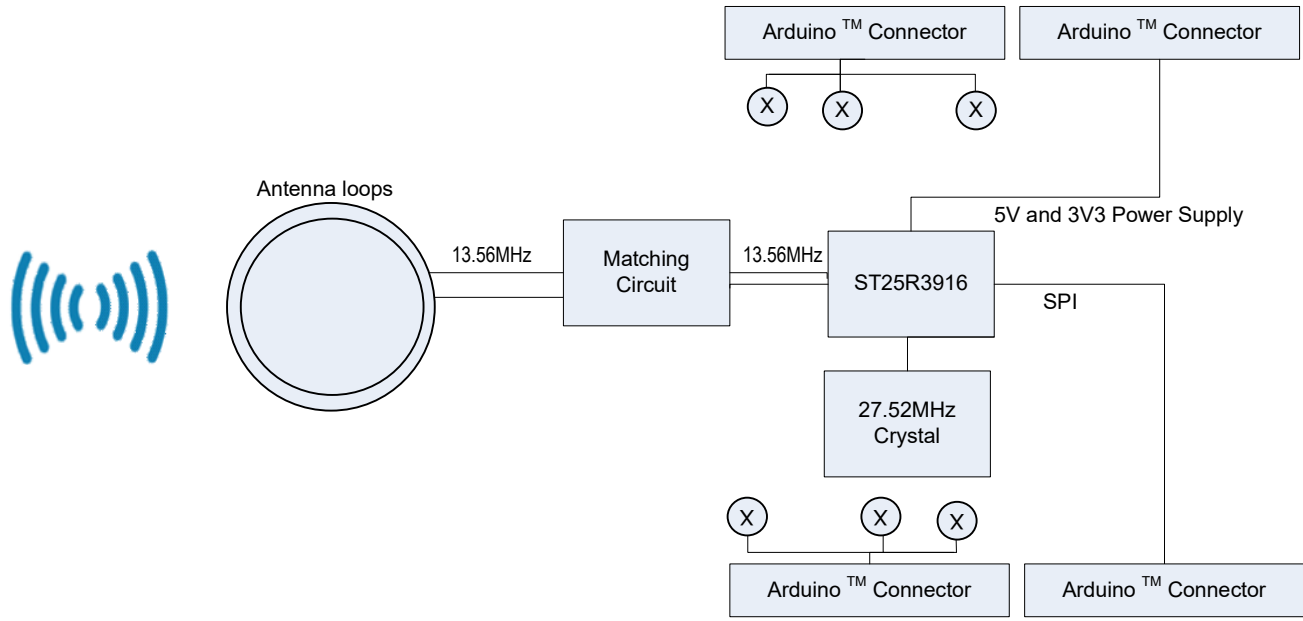 Arduino TM Connector
Arduino TM Connector
X
X
X
Antenna loops
5V and 3V3 Power Supply
13.56MHz
Matching
Circuit
13.56MHz
ST25R3916
SPI
27.52MHz
Crystal
X
X
X
Arduino TM Connector
Arduino TM Connector